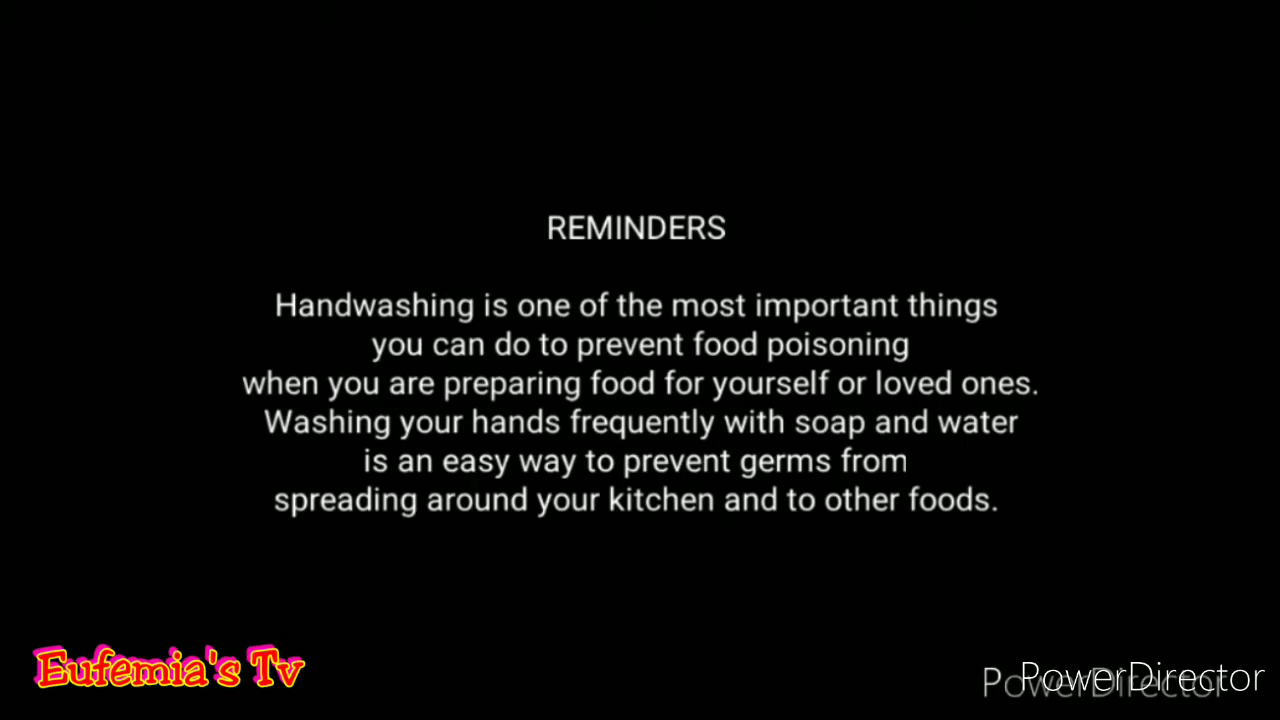 REMINDERS
Handwashing is one of the most important things
you can do to prevent food poisoning
when you are preparing food for yourself or loved ones.
Washing your hands frequently with soap and water
is an easy way to prevent germs from
spreading around your kitchen and to other foods.
Eufemia's Tv
PowerDirector
PowerDirector